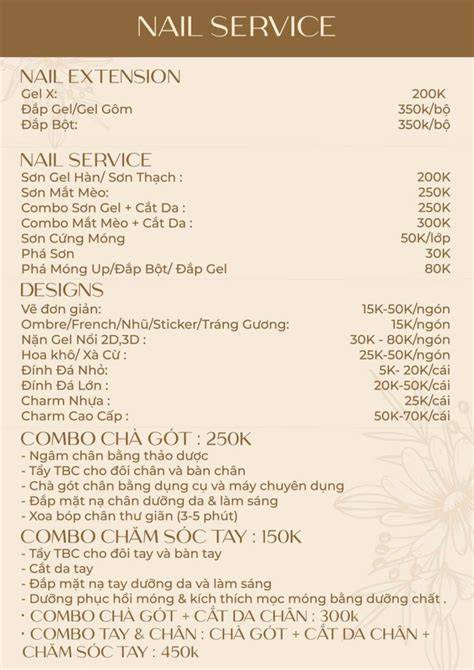 NAIL SERVICE
NAIL EXTENSION
Gel X: 200K
Đắp Gel/Gel Gôm 350k/bộ
Đắp Bột: 350k/bộ
NAIL SERVICE
Sơn Gel Hàn/ Sơn Thạch : 200K
Sơn Mắt Mèo: 250K
Combo Sơn Gel + Cắt Da : 250K
Combo Mắt Mèo + Cắt Da : 300K
Sơn Cứng Móng 50K/lớp
Phá Sơn 30K
Phá Móng Up/Đắp Bột/ Đắp Gel 80K
DESIGNS
Vẽ đơn giản: 15K-50K/ngón
Ombre/French/Nhũ/Sticker/Tráng Gương: 15K/ngón
Nặn Gel Nổi 2D,3D : 30K - 80K/ngón
Hoa khô/ Xà Cừ : 25K-50K/ngón
Đính Đá Nhỏ: 5K- 20K/cái
Đính Đá Lớn : 20K-50K/cái
Charm Nhựa : 25K/cái
Charm Cao Cấp : 50K-70K/cái
COMBO CHÀ GÓT : 250K
- Ngâm chân bằng thảo dược
- Tẩy TBC cho đôi chân và bàn chân
- Chà gót chân bằng dụng cụ và máy chuyên dụng
- Đắp mặt nạ chân dưỡng da & làm sáng
- Xoa bóp chân thư giãn (3-5 phút)
COMBO CHĂM SÓC TAY : 150K
- Tẩy TBC cho đôi tay và bàn tay
- Cắt da tay
- Đắp mặt nạ tay dưỡng da và làm sáng
- Dưỡng phục hồi móng & kích thích mọc móng bằng dưỡng chất .
• COMBO CHÀ GÓT + CẮT DA CHÂN : 300k
• COMBO TAY & CHÂN : CHÀ GÓT + CẮT DA CHÂN +
CHĂM SÓC TAY : 450k